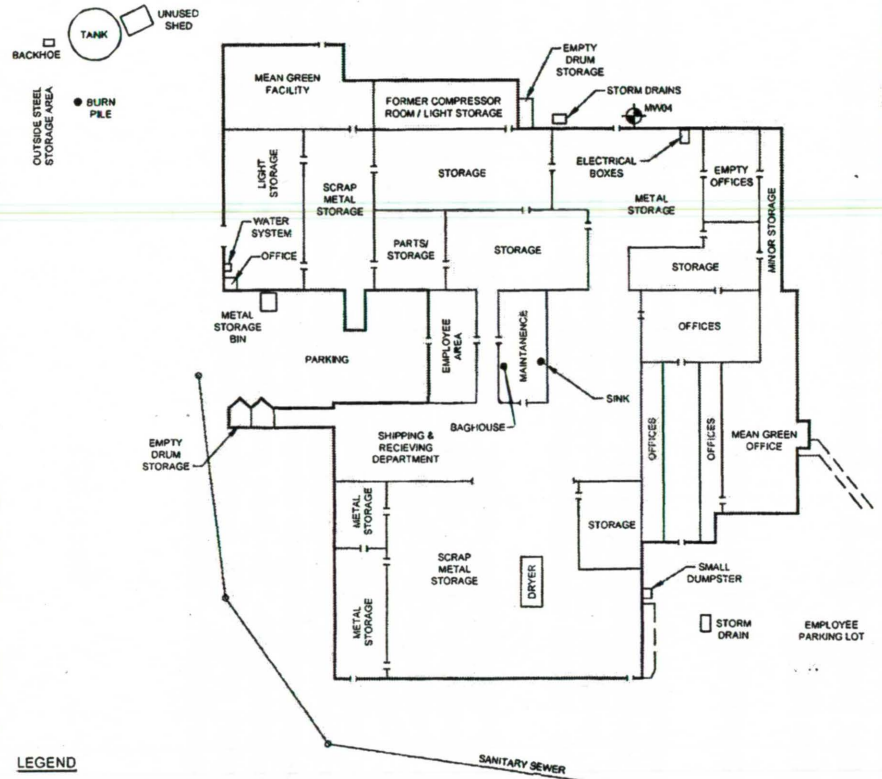 UNUSED
SHED
TANK
BACKHOE
OUTSIDE STEEL
STORAGE AREA
BURN
PILE
MEAN GREEN
FACILITY
FORMER COMPRESSOR
ROOM / LIGHT STORAGE
EMPTY
DRUM
STORAGE
STORM DRAINS
MW04
ELECTRICAL
BOXES
EMPTY
OFFICES
LIGHT
STORAGE
SCRAP
METAL
STORAGE
STORAGE
METAL
STORAGE
MINOR STORAGE
WATER
SYSTEM
OFFICE
PARTS/
STORAGE
STORAGE
STORAGE
METAL
STORAGE
BIN
PARKING
EMPLOYEE
AREA
MAINTANENCE
OFFICES
SINK
BAGHOUSE
EMPTY
DRUM
STORAGE
SHIPPING &
RECIEVING
DEPARTMENT
OFFICES
OFFICES
MEAN GREEN
OFFICE
METAL
STORAGE
STORAGE
SCRAP
METAL
STORAGE
DRYER
METAL
STORAGE
SMALL
DUMPSTER
STORM
DRAIN
EMPLOYEE
PARKING LOT
SANITARY SEWER
LEGEND